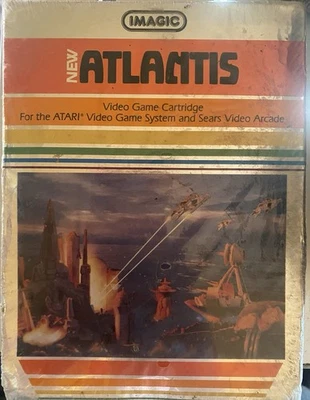 IMAGIC
NEW ATLANTIS
Video Game Cartridge
For the ATARI® Video Game System and Sears Video Arcade